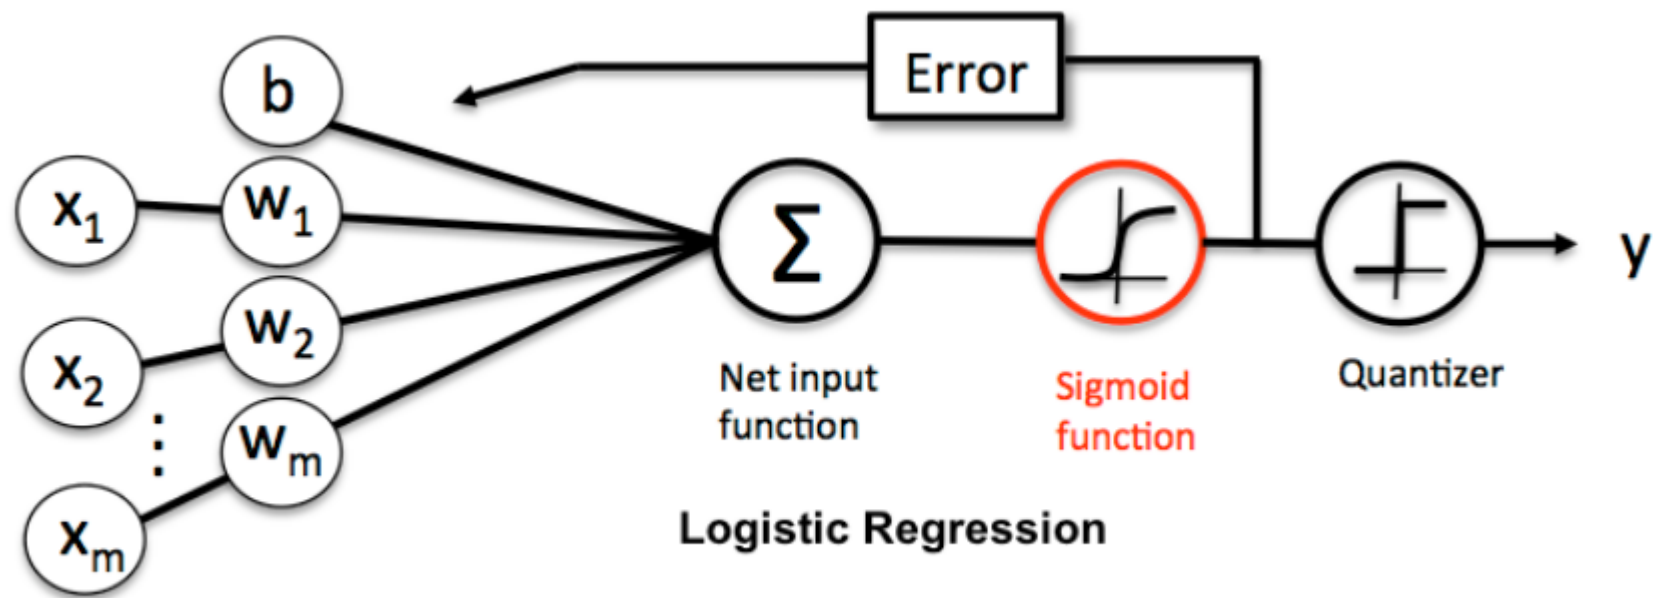 b
Error
x₁
w₁
Σ
y
x₂
w₂
⋮
xₘ
wₘ
Net input
function
Sigmoid
function
Quantizer
Logistic Regression